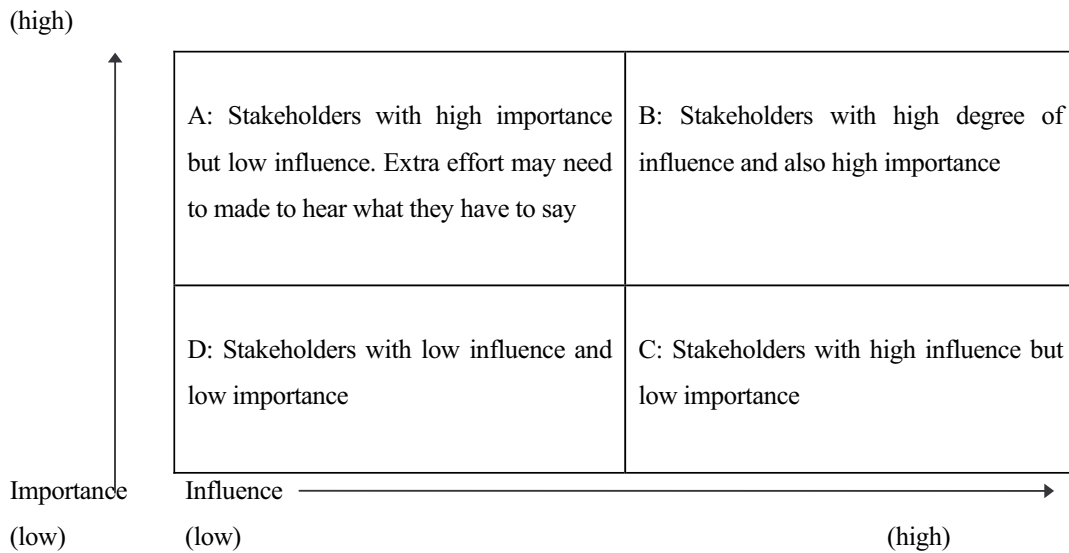 (high)
A: Stakeholders with high importance
but low influence. Extra effort may need
to made to hear what they have to say
B: Stakeholders with high degree of
influence and also high importance
D: Stakeholders with low influence and
low importance
C: Stakeholders with high influence but
low importance
Importance
Influence
(low)
(low)
(high)